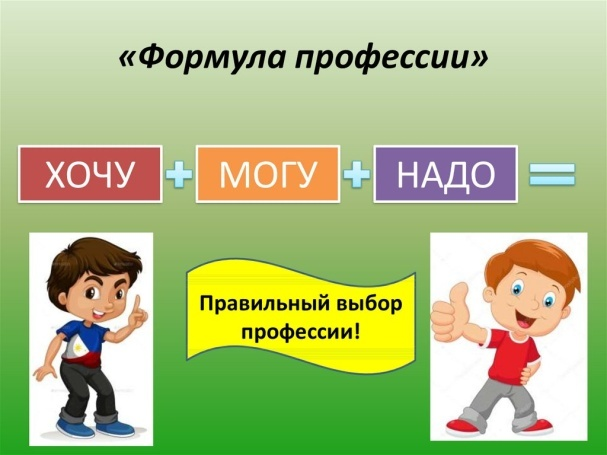 «Формула профессии»
ХОЧУ + МОГУ + НАДО =
Правильный выбор
профессии!